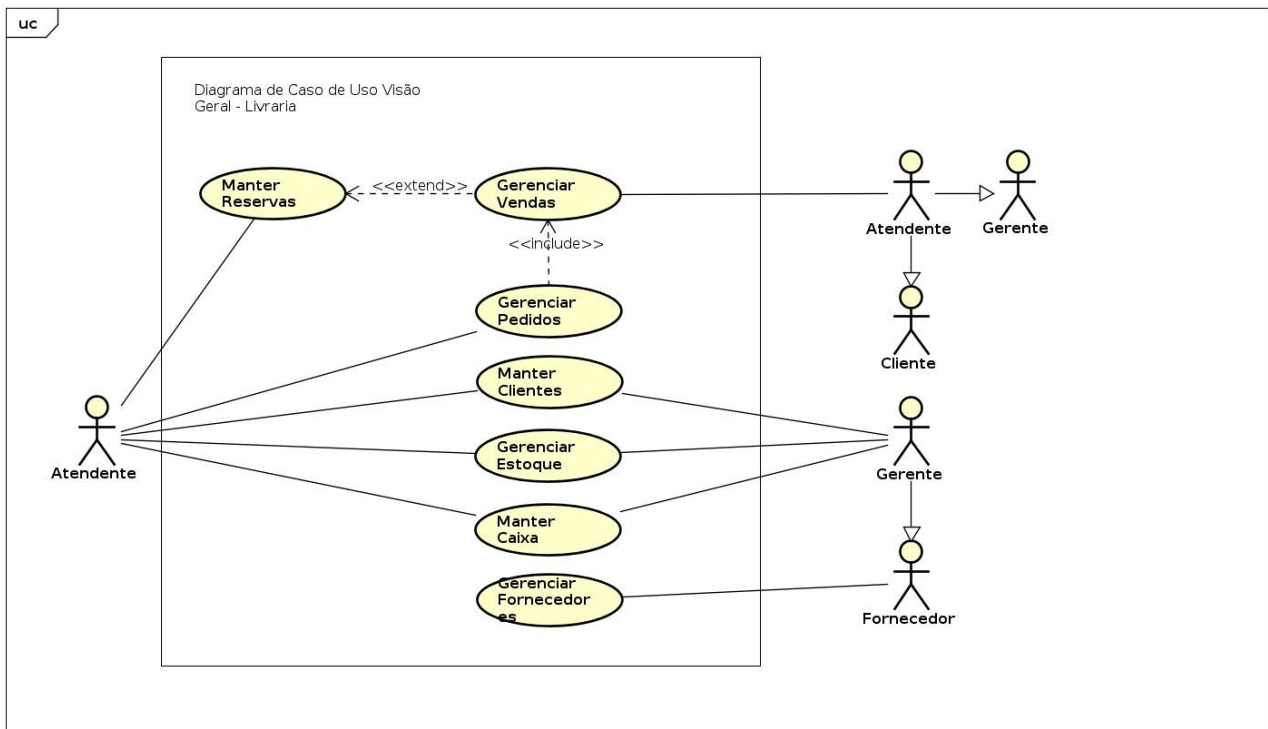 uc
Diagrama de Caso de Uso Visão
Geral - Livraria
Manter
Reservas
<<extend>>
Gerenciar
Vendas
Atendente
Gerente
<<include>>
Gerenciar
Pedidos
Cliente
Manter
Clientes
Atendente
Gerenciar
Estoque
Gerente
Manter
Caixa
Gerenciar
Fornecedor
es
Fornecedor